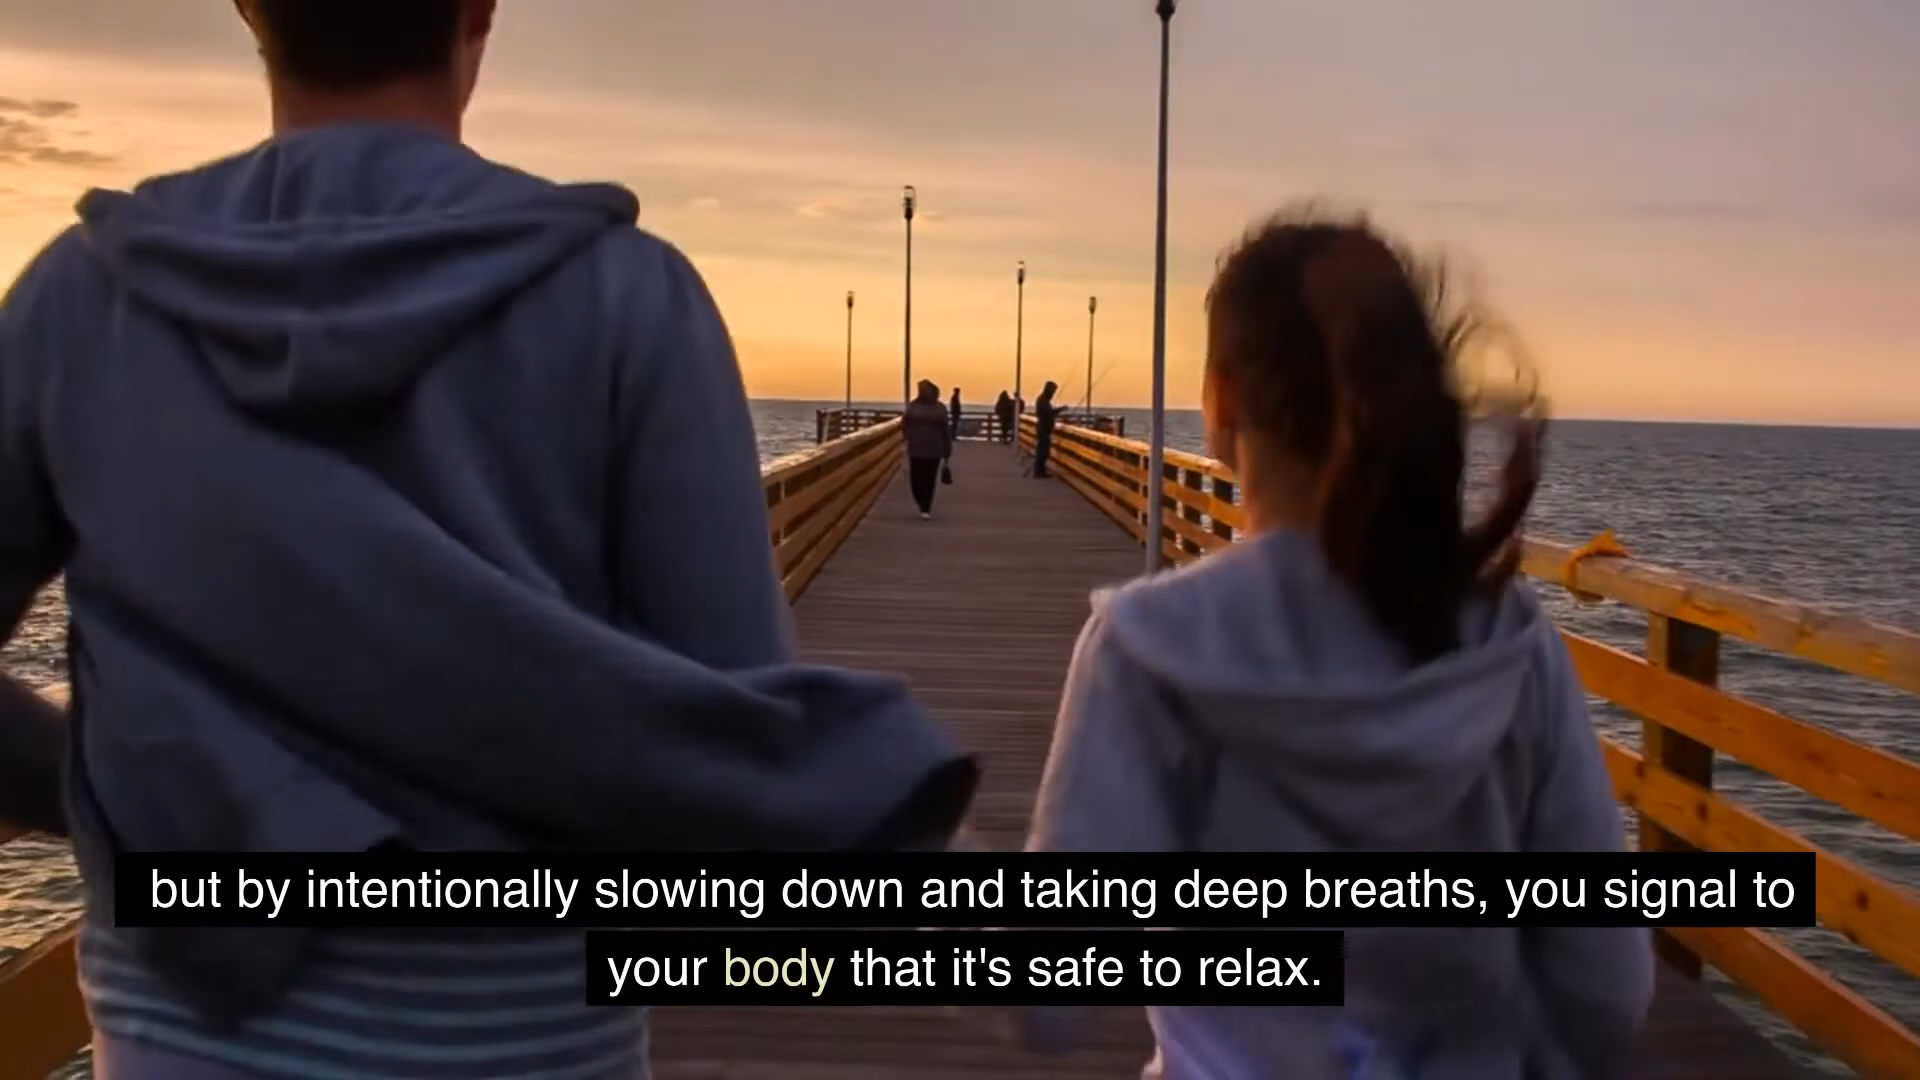 but by intentionally slowing down and taking deep breaths, you signal to
your body that it's safe to relax.